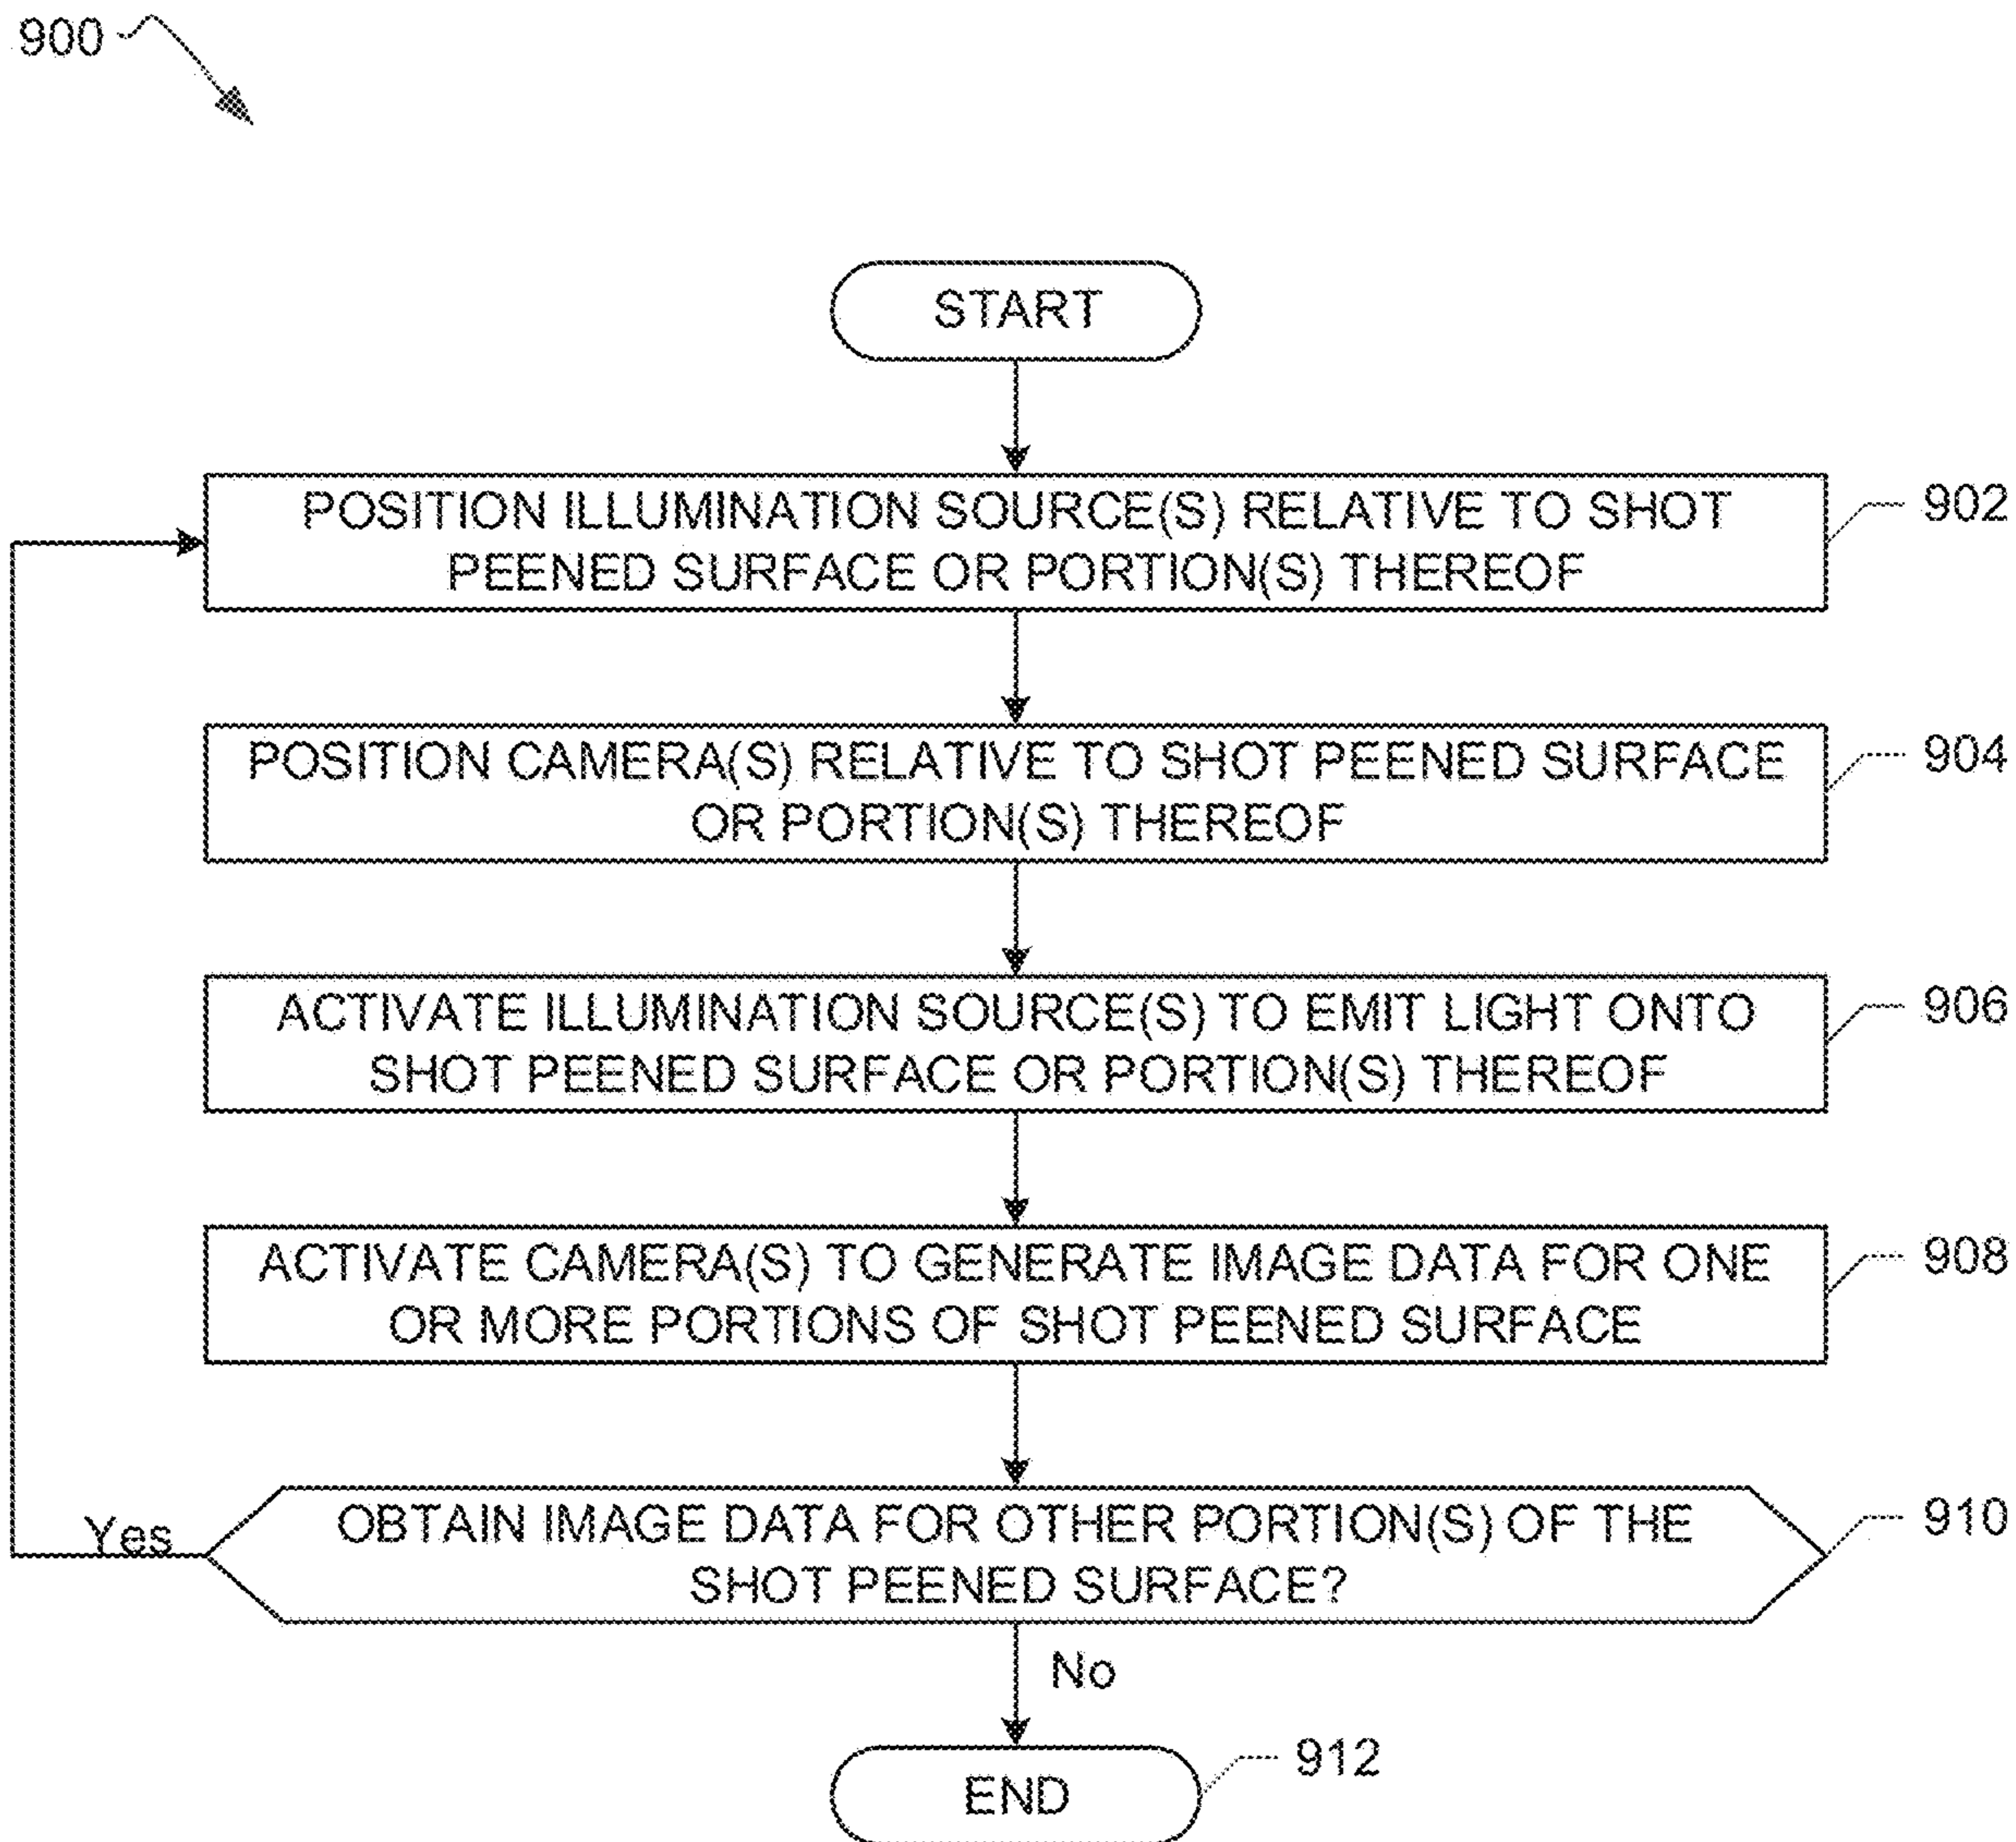 900
START
POSITION ILLUMINATION SOURCE(S) RELATIVE TO SHOT
PEENED SURFACE OR PORTION(S) THEREOF
902
POSITION CAMERA(S) RELATIVE TO SHOT PEENED SURFACE
OR PORTION(S) THEREOF
904
ACTIVATE ILLUMINATION SOURCE(S) TO EMIT LIGHT ONTO
SHOT PEENED SURFACE OR PORTION(S) THEREOF
906
ACTIVATE CAMERA(S) TO GENERATE IMAGE DATA FOR ONE
OR MORE PORTIONS OF SHOT PEENED SURFACE
908
Yes
OBTAIN IMAGE DATA FOR OTHER PORTION(S) OF THE
SHOT PEENED SURFACE?
910
No
END
912